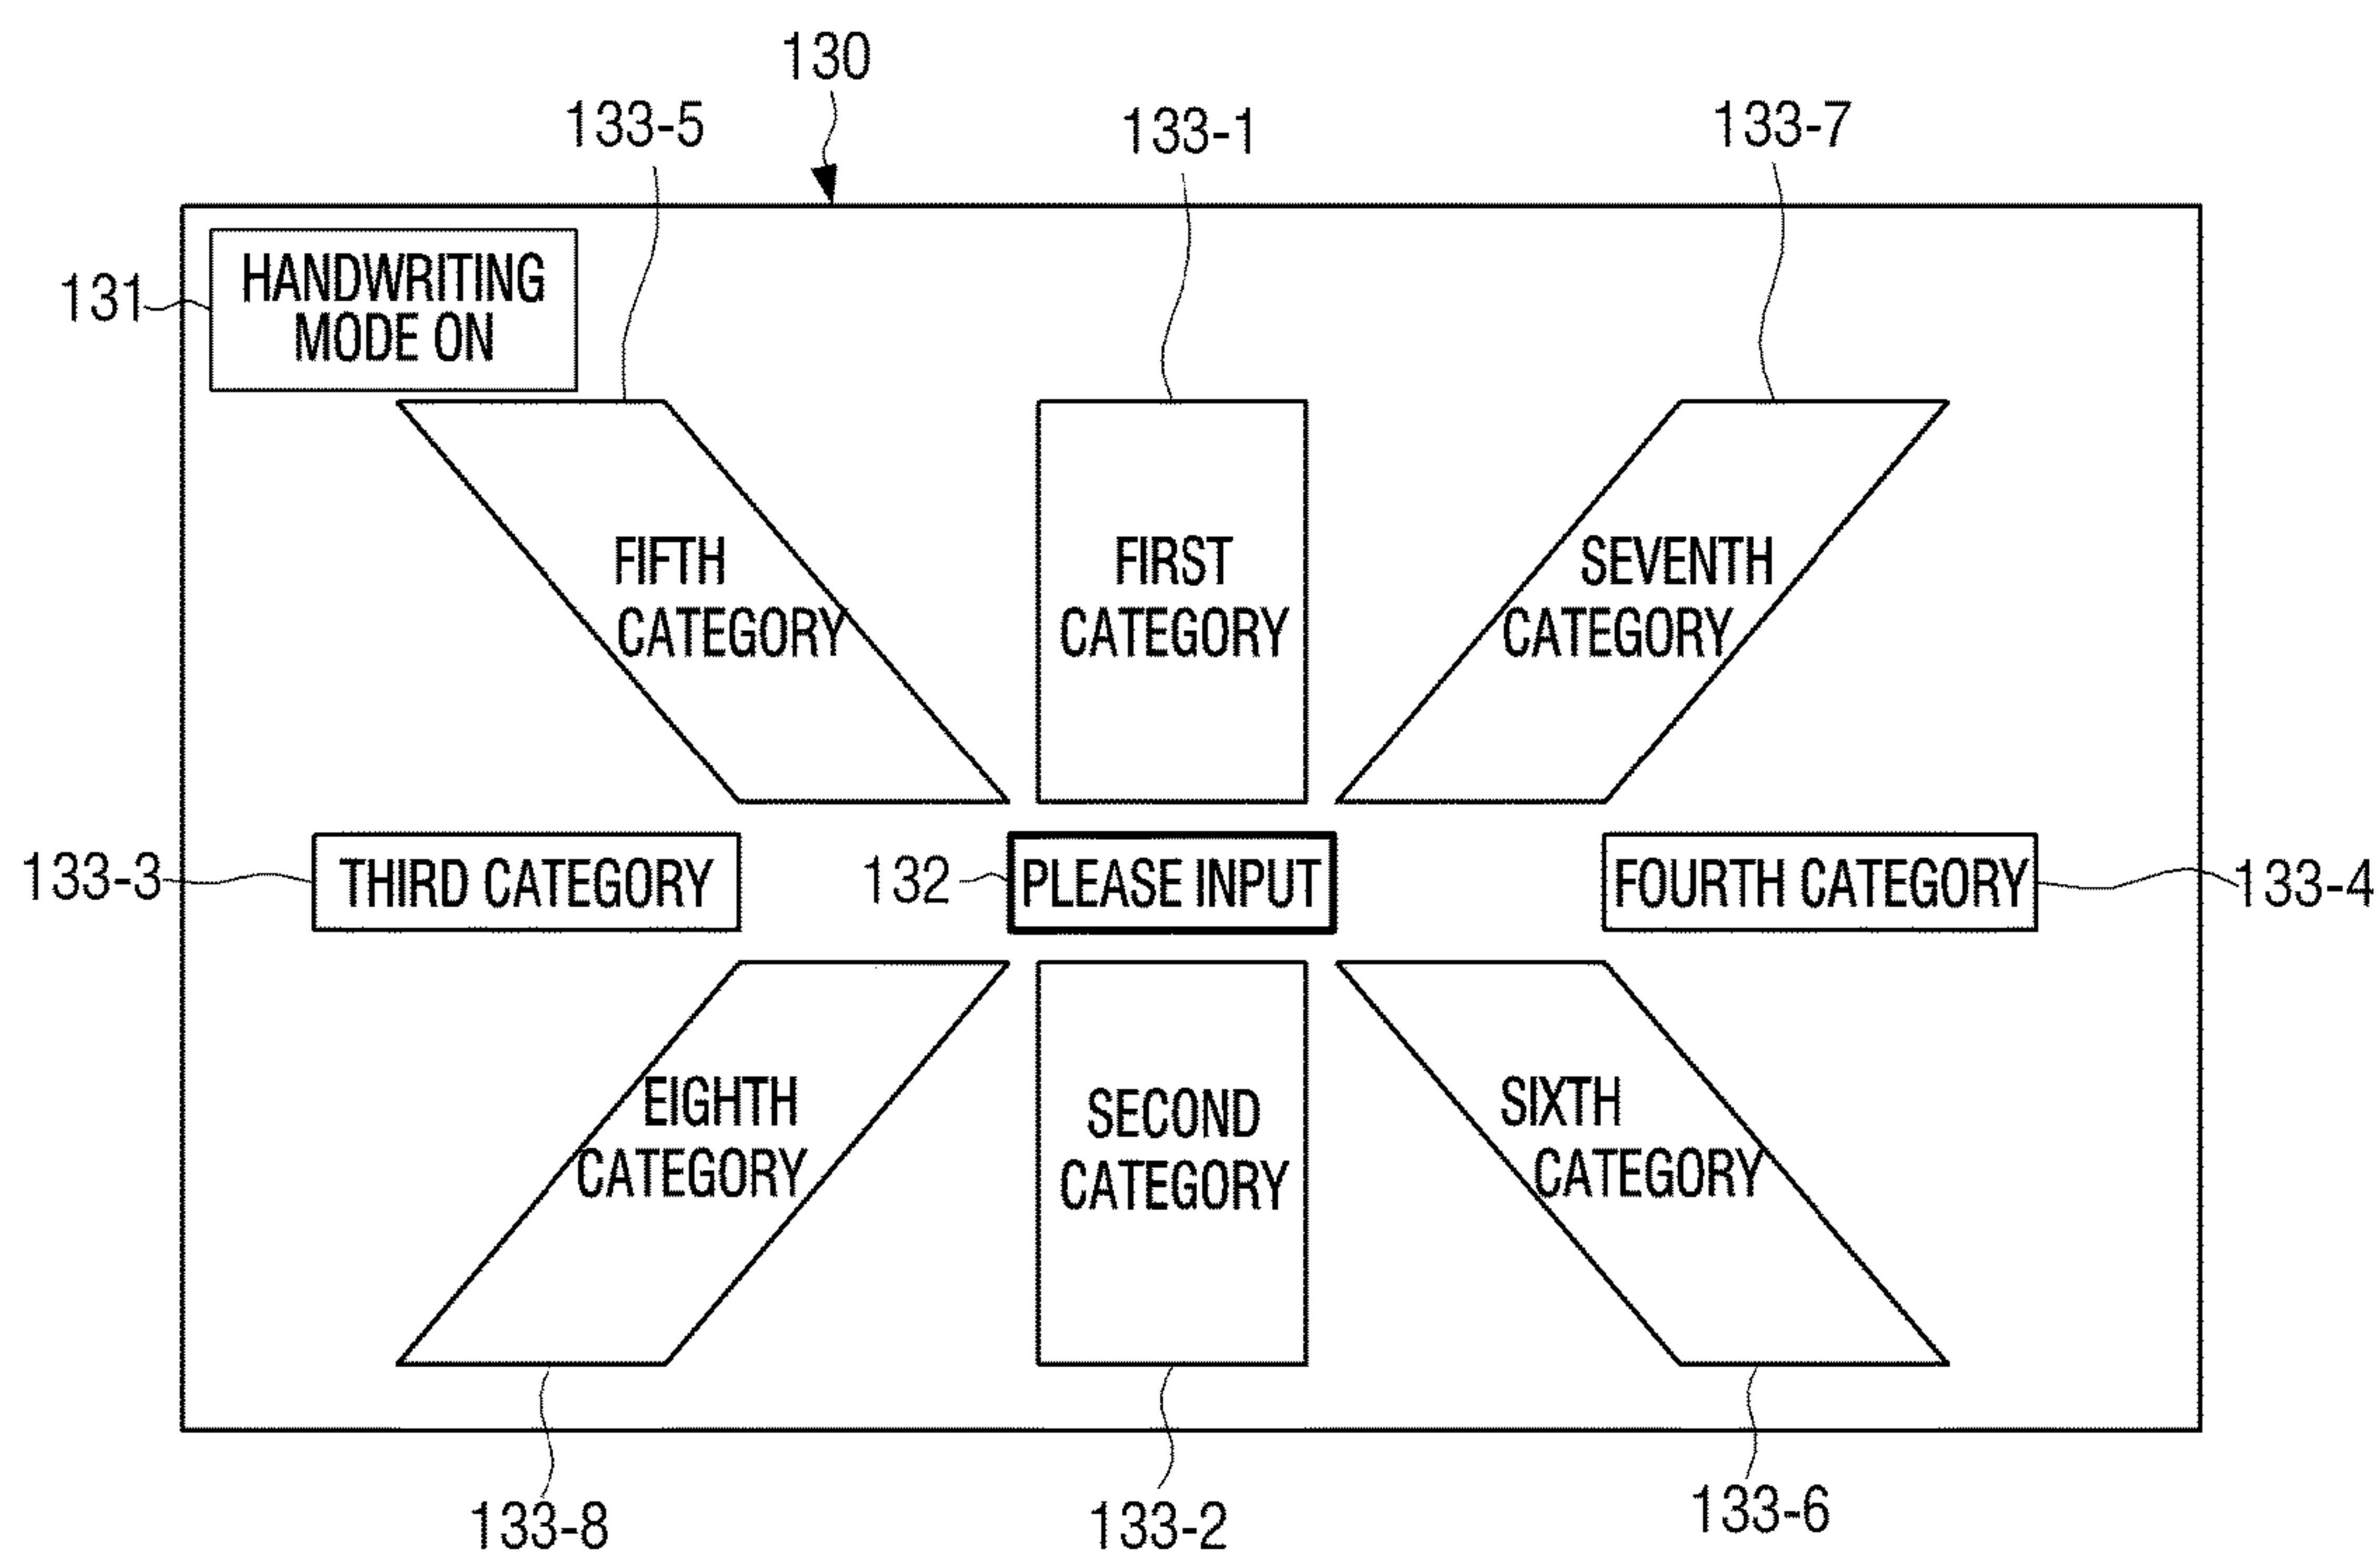 130
133-5
133-1
133-7
131
HANDWRITING
MODE ON
FIFTH
CATEGORY
FIRST
CATEGORY
SEVENTH
CATEGORY
133-3
THIRD CATEGORY
132
PLEASE INPUT
FOURTH CATEGORY
133-4
EIGHTH
CATEGORY
SECOND
CATEGORY
SIXTH
CATEGORY
133-8
133-2
133-6